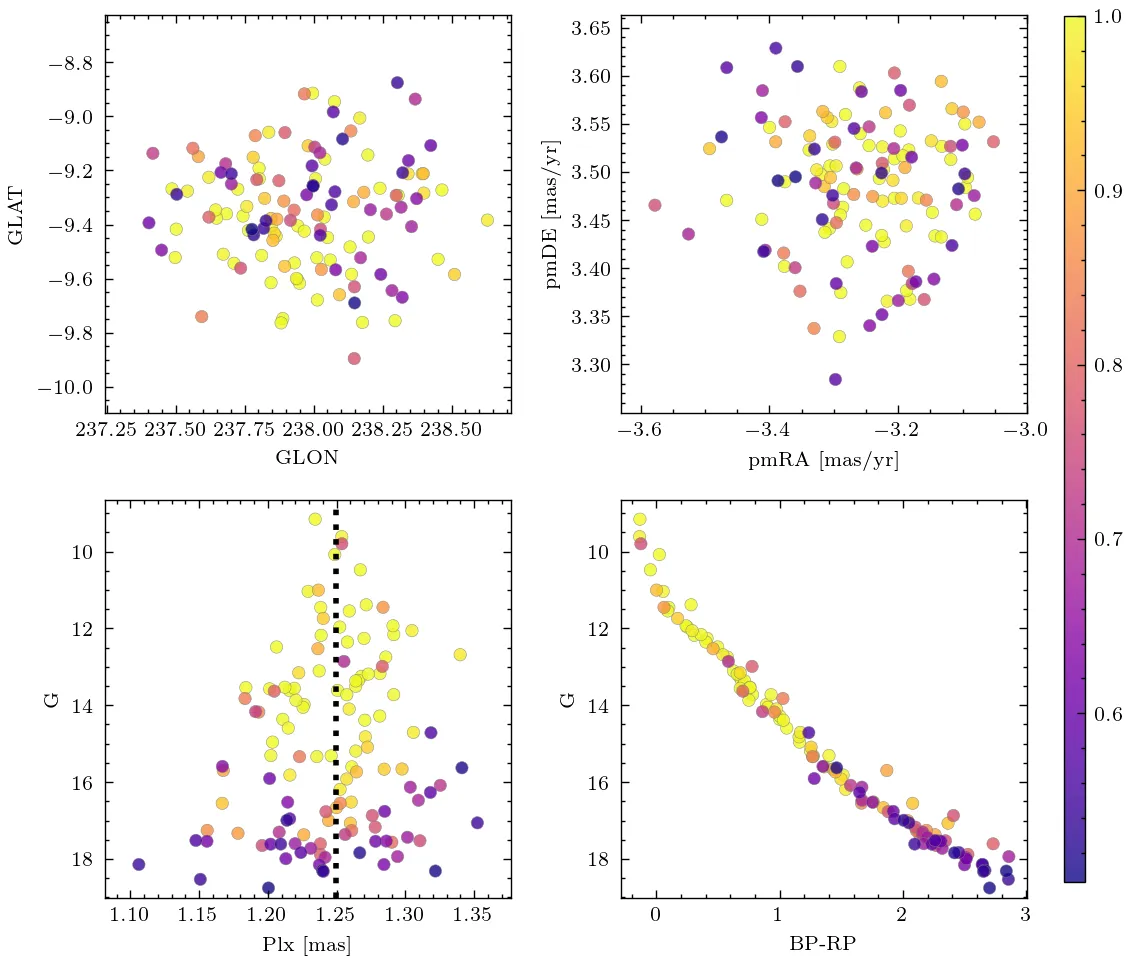 −8.8
−9.0
−9.2
−9.4
−9.6
−9.8
−10.0
GLAT
237.25 237.50 237.75 238.00 238.25 238.50
GLON
3.65
3.60
3.55
3.50
3.45
3.40
3.35
3.30
pmDE [mas/yr]
−3.6 −3.4 −3.2 −3.0
pmRA [mas/yr]
10
12
14
16
18
G
1.10 1.15 1.20 1.25 1.30 1.35
Plx [mas]
10
12
14
16
18
G
0 1 2 3
BP-RP
1.0
0.9
0.8
0.7
0.6